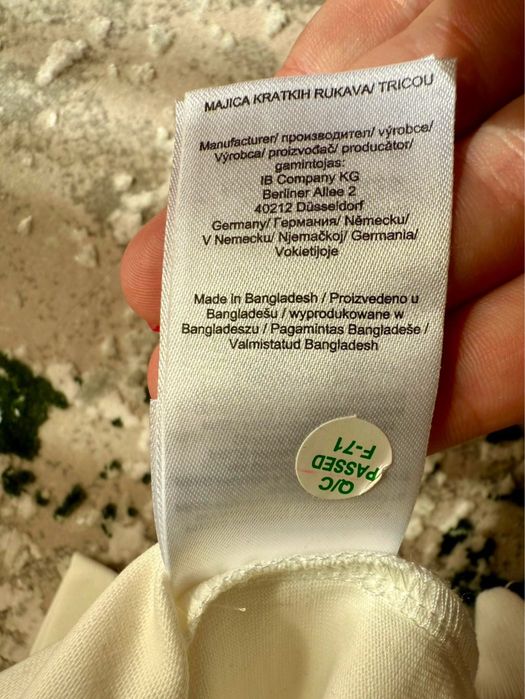 MAJICA KRATKIH RUKAVA/ TRICOU
Manufacturer/ производител/ výrobce/
Výrobca/ proizvođač/ producător/
gamintojas:
IB Company KG
Berliner Allee 2
40212 Düsseldorf
Germany/ Германия/ Německu/
V Nemecku/ Njemačkoj/ Germania/
Vokietijoje
Made in Bangladesh / Proizvedeno u
Bangladešu / wyprodukowane w
Bangladeszu / Pagamintas Bangladeše /
Valmistatud Bangladesh
Q/C
PASSED
F-71